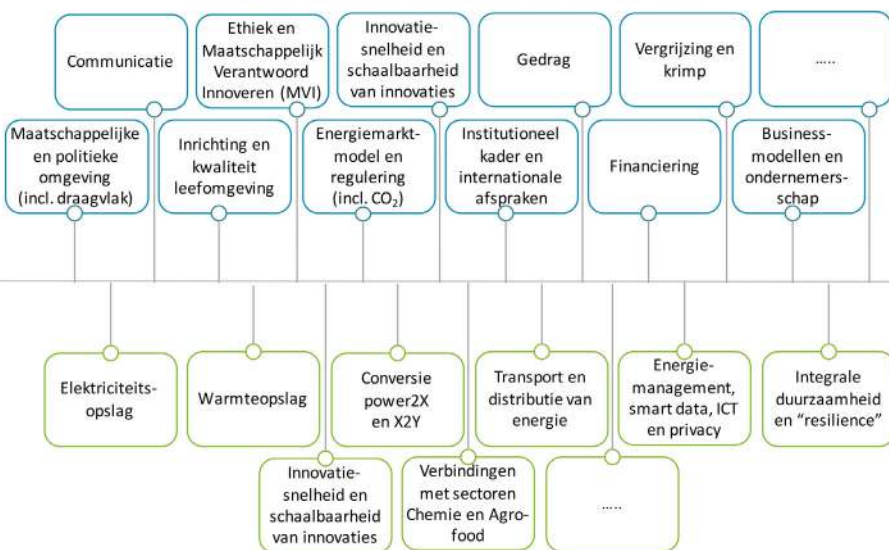 Communicatie
Ethiek en
Maatschappelijk
Verantwoord
Innoveren (MVI)
Innovatie-
snelheid en
schaalbaarheid
van innovaties
Gedrag
Vergrijzing en
krimp
.....
Maatschappelijke
en politieke
omgeving
(incl. draagvlak)
Inrichting en
kwaliteit
leefomgeving
Energiemarkt-
model en
regulering
(incl. CO₂)
Institutioneel
kader en
internationale
afspraken
Financiering
Business-
modellen en
ondernemers-
schap
Elektriciteits-
opslag
Warmteopslag
Conversie
power2X
en X2Y
Transport en
distributie van
energie
Energie-
management,
smart data, ICT
en privacy
Integrale
duurzaamheid
en “resilience”
Innovatie-
snelheid en
schaalbaarheid
van innovaties
Verbindingen
met sectoren
Chemie en Agro-
food
.....